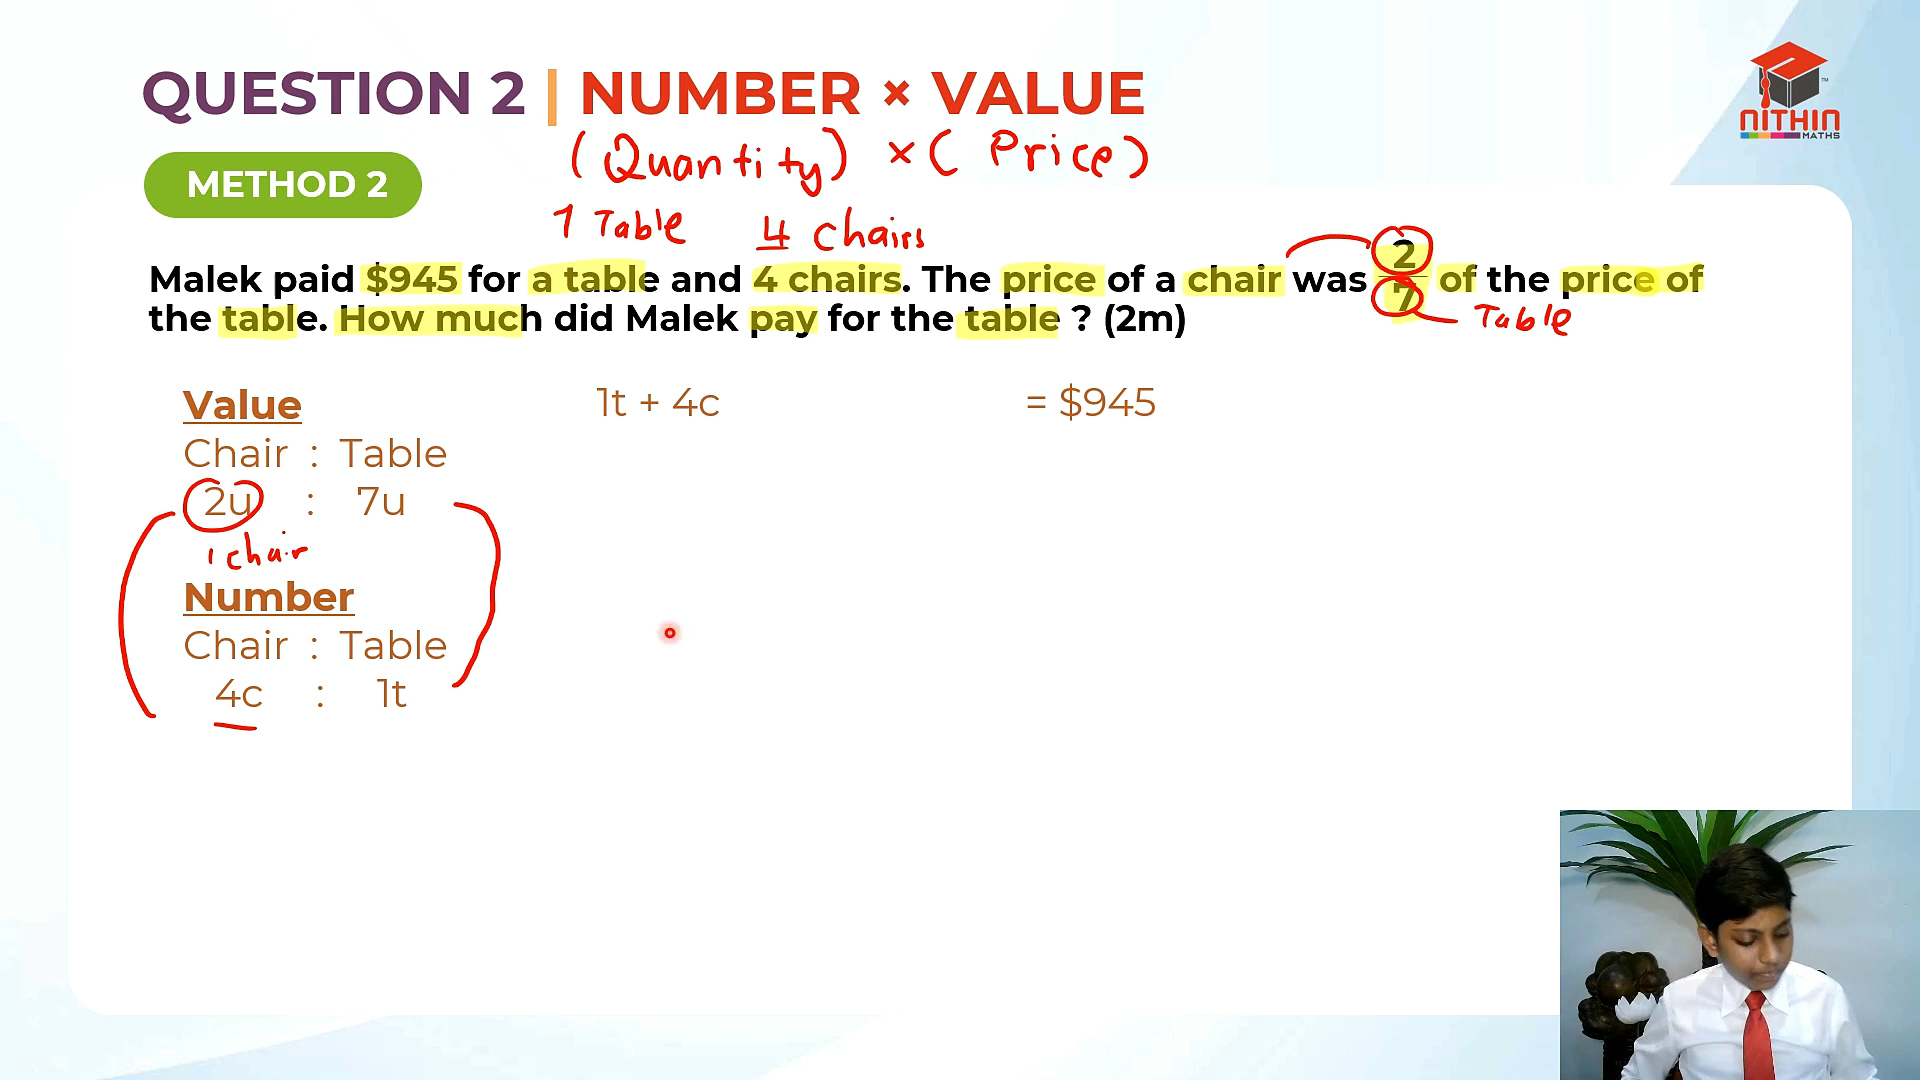 QUESTION 2 | NUMBER × VALUE
NITHIN
MATHS
TM
(Quantity) × (Price)
METHOD 2
1 Table 4 Chairs
Malek paid $945 for a table and 4 chairs. The price of a chair was 2/7 of the price of
the table. How much did Malek pay for the table ? (2m)
Table
Value
1t + 4c = $945
Chair : Table
2u : 7u
1 chair
Number
Chair : Table
4c : 1t